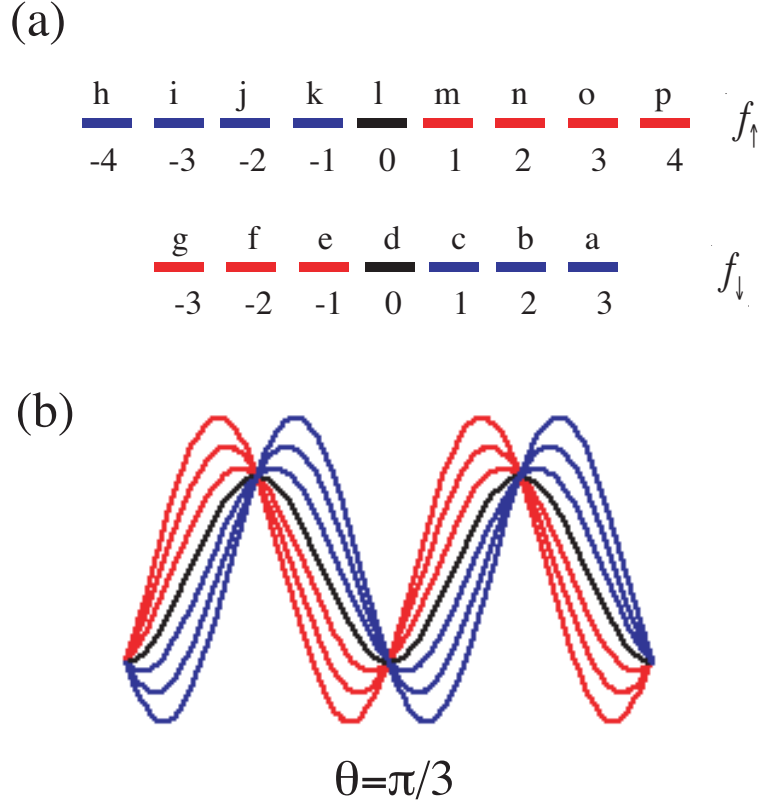 (a)
h i j k l m n o p
-4 -3 -2 -1 0 1 2 3 4 f↑
g f e d c b a
-3 -2 -1 0 1 2 3 f↓
(b)
θ=π/3